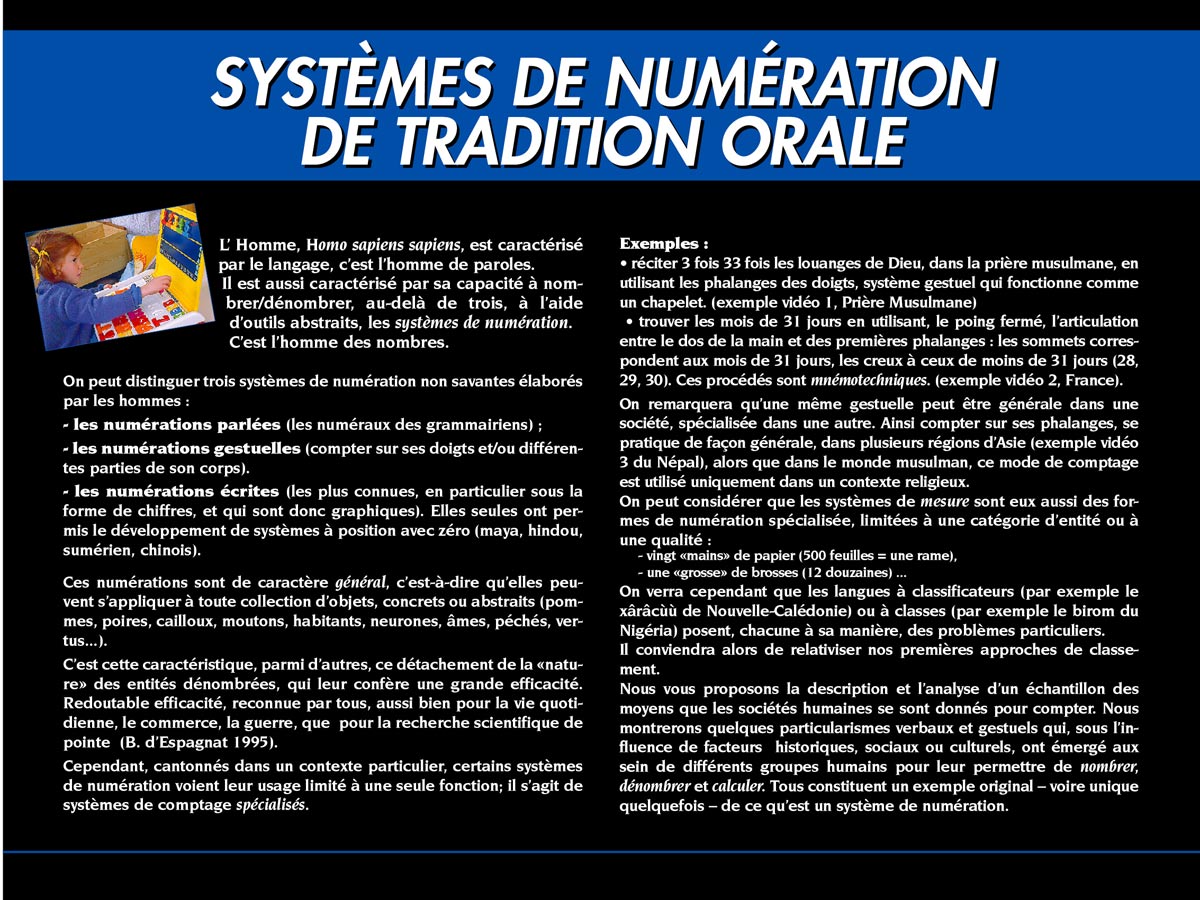 SYSTÈMES DE NUMÉRATION
DE TRADITION ORALE
L' Homme, Homo sapiens sapiens, est caractérisé
par le langage, c'est l'homme de paroles.
Il est aussi caractérisé par sa capacité à nom-
brer/dénombrer, au-delà de trois, à l'aide
d'outils abstraits, les systèmes de numération.
C'est l'homme des nombres.
On peut distinguer trois systèmes de numération non savantes élaborés
par les hommes :
- les numérations parlées (les numéraux des grammairiens) ;
- les numérations gestuelles (compter sur ses doigts et/ou différen-
tes parties de son corps).
- les numérations écrites (les plus connues, en particulier sous la
forme de chiffres, et qui sont donc graphiques). Elles seules ont per-
mis le développement de systèmes à position avec zéro (maya, hindou,
sumérien, chinois).
Ces numérations sont de caractère général, c'est-à-dire qu'elles peu-
vent s'appliquer à toute collection d'objets, concrets ou abstraits (pom-
mes, poires, cailloux, moutons, habitants, neurones, âmes, péchés, ver-
tus...).
C'est cette caractéristique, parmi d'autres, ce détachement de la «natu-
re» des entités dénombrées, qui leur confère une grande efficacité.
Redoutable efficacité, reconnue par tous, aussi bien pour la vie quoti-
dienne, le commerce, la guerre, que pour la recherche scientifique de
pointe (B. d'Espagnat 1995).
Cependant, cantonnés dans un contexte particulier, certains systèmes
de numération voient leur usage limité à une seule fonction; il s'agit de
systèmes de comptage spécialisés.
Exemples :
• réciter 3 fois 33 fois les louanges de Dieu, dans la prière musulmane, en
utilisant les phalanges des doigts, système gestuel qui fonctionne comme
un chapelet. (exemple vidéo 1, Prière Musulmane)
• trouver les mois de 31 jours en utilisant, le poing fermé, l'articulation
entre le dos de la main et des premières phalanges : les sommets corres-
pondent aux mois de 31 jours, les creux à ceux de moins de 31 jours (28,
29, 30). Ces procédés sont mnémotechniques. (exemple vidéo 2, France).
On remarquera qu'une même gestuelle peut être générale dans une
société, spécialisée dans une autre. Ainsi compter sur ses phalanges, se
pratique de façon générale, dans plusieurs régions d'Asie (exemple vidéo
3 du Népal), alors que dans le monde musulman, ce mode de comptage
est utilisé uniquement dans un contexte religieux.
On peut considérer que les systèmes de mesure sont eux aussi des for-
mes de numération spécialisée, limitées à une catégorie d'entité ou à
une qualité :
- vingt «mains» de papier (500 feuilles = une rame),
- une «grosse» de brosses (12 douzaines) ...
On verra cependant que les langues à classificateurs (par exemple le
xârâcùù de Nouvelle-Calédonie) ou à classes (par exemple le birom du
Nigéria) posent, chacune à sa manière, des problèmes particuliers.
Il conviendra alors de relativiser nos premières approches de classe-
ment.
Nous vous proposons la description et l'analyse d'un échantillon des
moyens que les sociétés humaines se sont donnés pour compter. Nous
montrerons quelques particularismes verbaux et gestuels qui, sous l'in-
fluence de facteurs historiques, sociaux ou culturels, ont émergé aux
sein de différents groupes humains pour leur permettre de nombrer,
dénombrer et calculer. Tous constituent un exemple original – voire unique
quelquefois – de ce qu'est un système de numération.